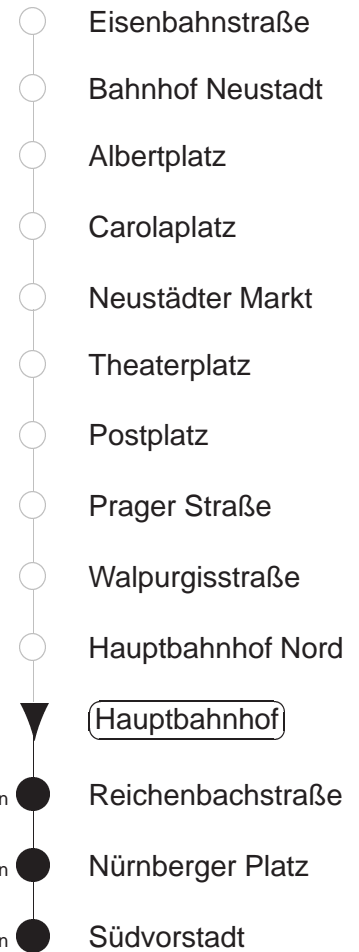 Eisenbahnstraße
Bahnhof Neustadt
Albertplatz
Carolaplatz
Neustädter Markt
Theaterplatz
Postplatz
Prager Straße
Walpurgisstraße
Hauptbahnhof Nord
Hauptbahnhof
Reichenbachstraße
Nürnberger Platz
Südvorstadt